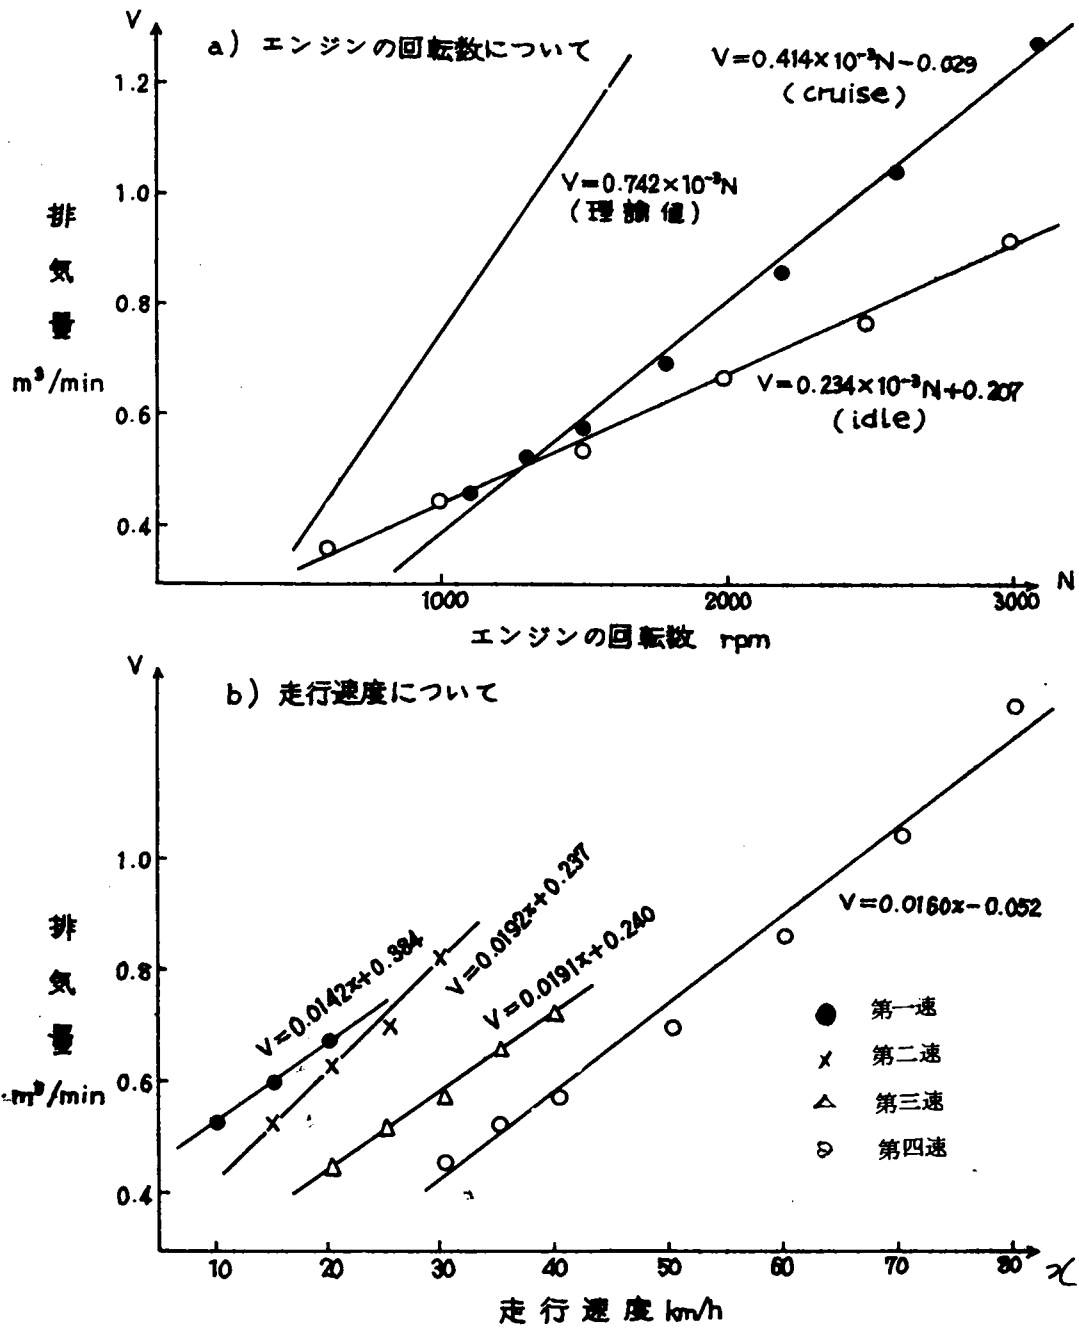 V
a) エンジンの回転数について
V=0.414×10⁻³N-0.029
(cruise)
1.2
V=0.742×10⁻³N
(理論値)
1.0
排気量
m³/min
0.8
V=0.234×10⁻³N+0.207
(idle)
0.6
0.4
1000 2000 3000 N
エンジンの回転数 rpm
V
b) 走行速度について
1.0
V=0.0142x+0.384
V=0.0192x+0.237
V=0.0191x+0.240
V=0.0160x-0.052
排気量
m³/min
0.8
0.6
0.4
● 第一速
× 第二速
△ 第三速
○ 第四速
10 20 30 40 50 60 70 80 x
走行速度 km/h